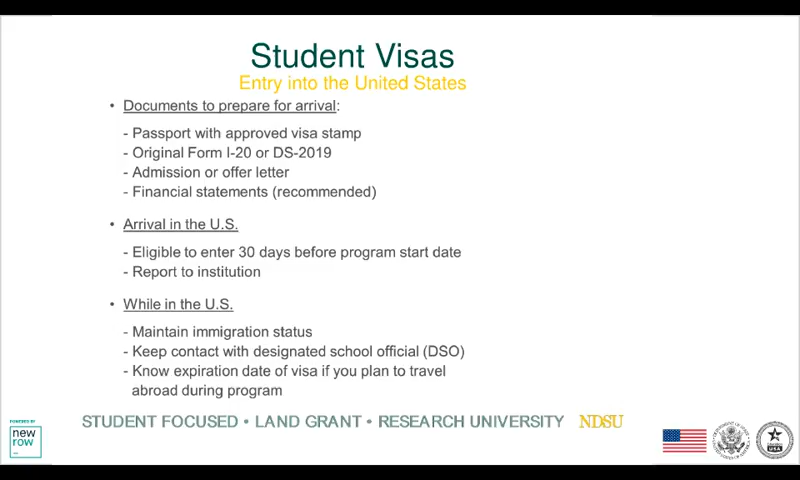 Student Visas
Entry into the United States
• Documents to prepare for arrival:
- Passport with approved visa stamp
- Original Form I-20 or DS-2019
- Admission or offer letter
- Financial statements (recommended)
• Arrival in the U.S.
- Eligible to enter 30 days before program start date
- Report to institution
• While in the U.S.
- Maintain immigration status
- Keep contact with designated school official (DSO)
- Know expiration date of visa if you plan to travel
abroad during program
STUDENT FOCUSED • LAND GRANT • RESEARCH UNIVERSITY NDSU
POWERED BY
new
row